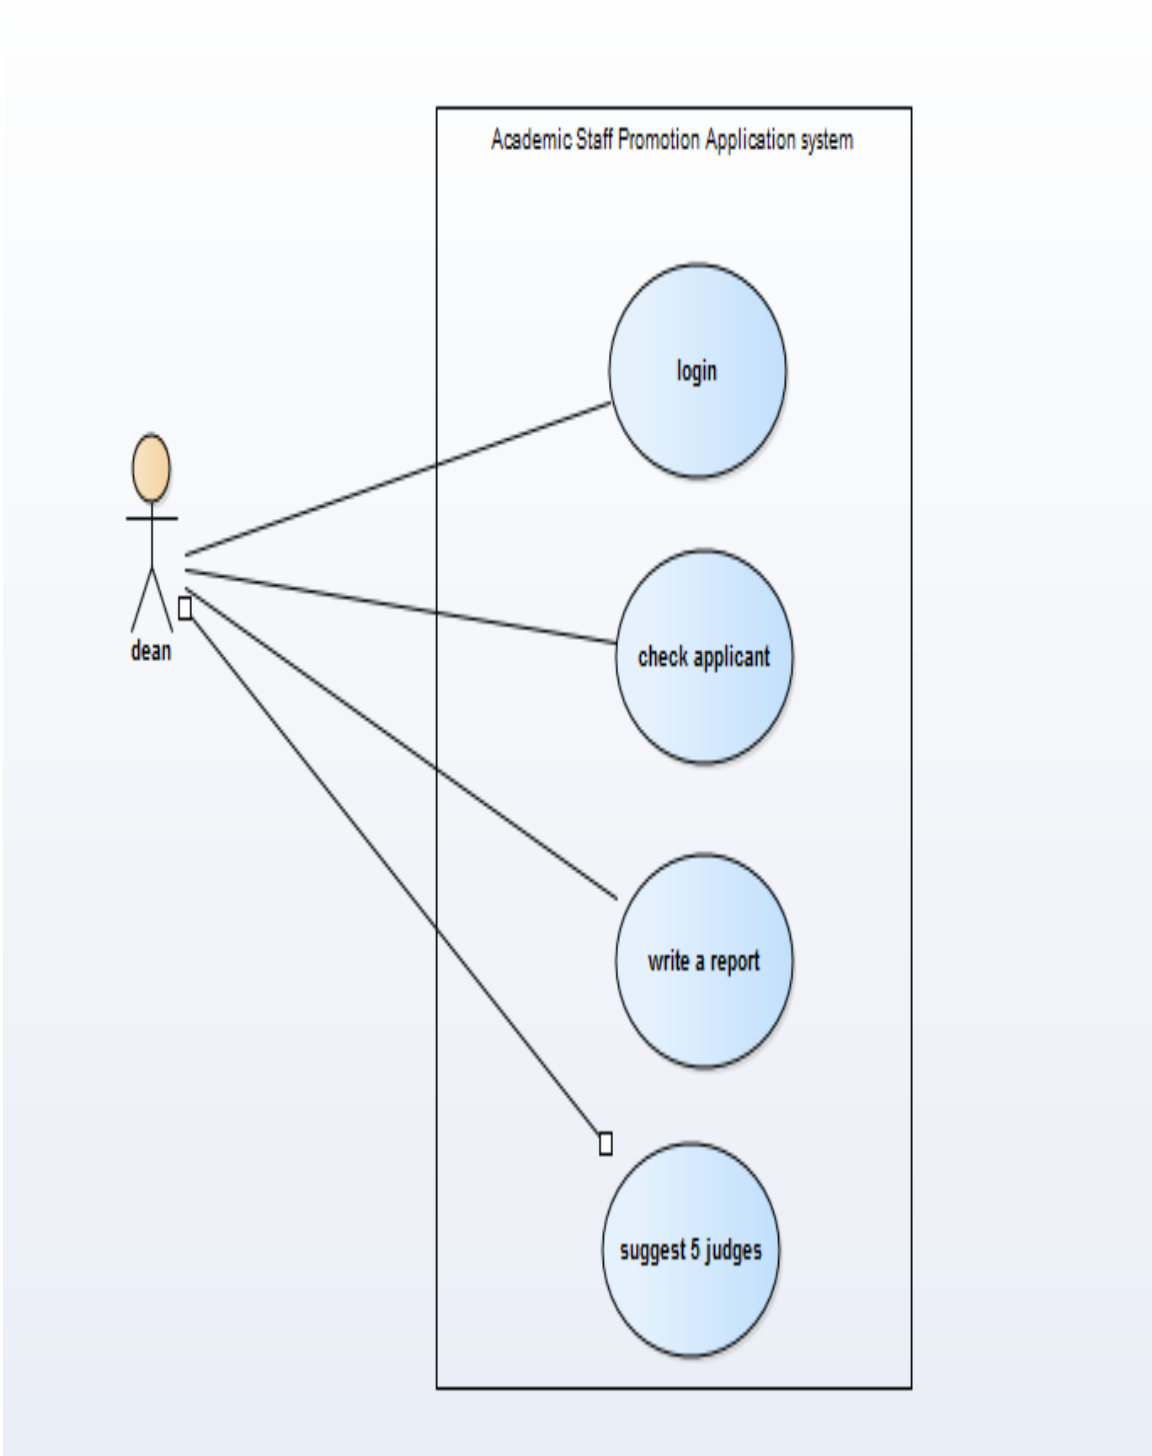 Academic Staff Promotion Application system
login
check applicant
dean
write a report
suggest 5 judges